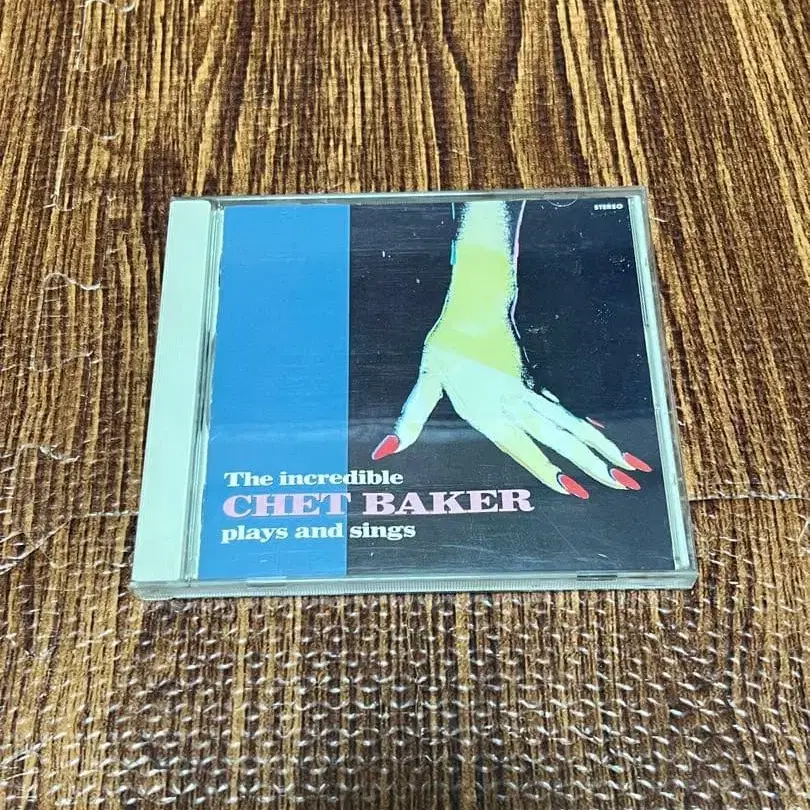 STEREO
The incredible
CHET BAKER
plays and sings